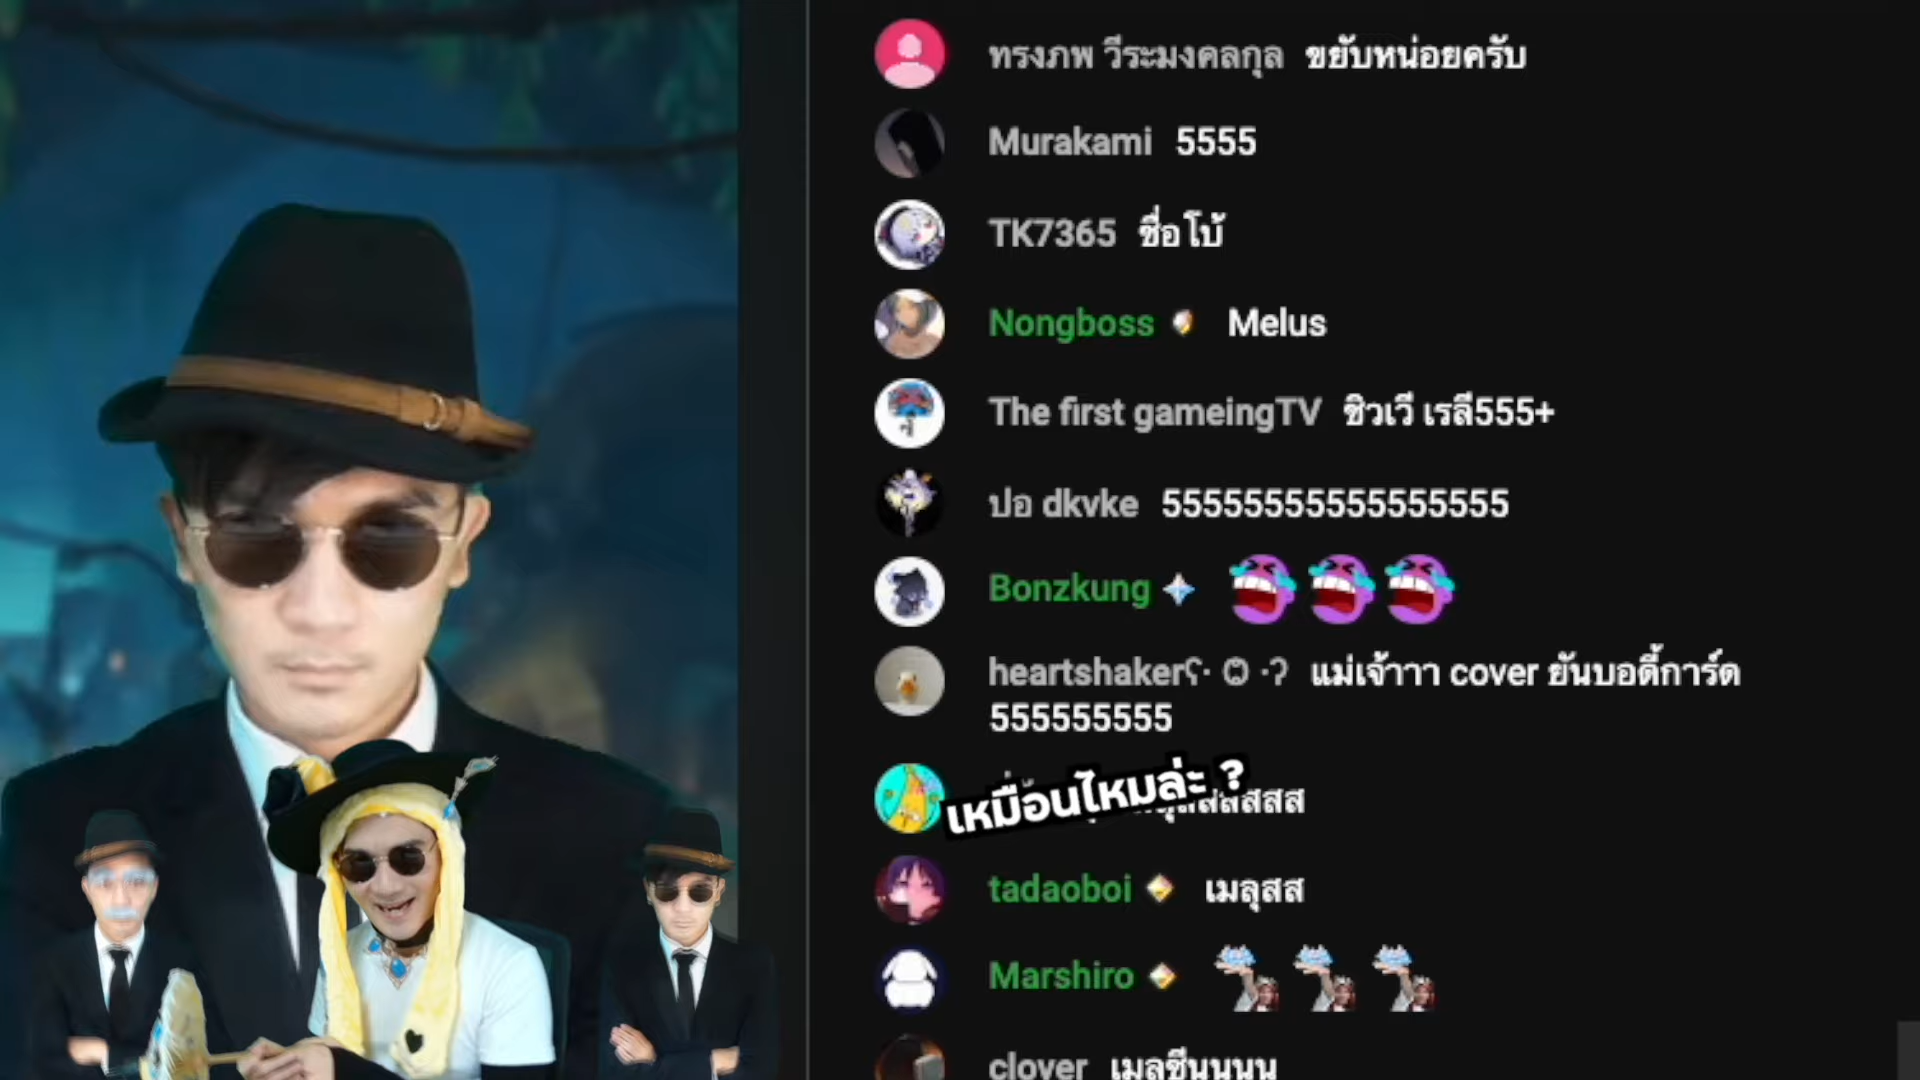 ทรงภพ วีระมงคลกุล ขยับหน่อยครับ
Murakami 5555
TK7365 ชื่อโบ้
Nongboss Melus
The first gameingTV ชิวเวี เรลี555+
ปอ dkvke 555555555555555555
Bonzkung
heartshakerʕ· ᴥ ·ʔ แม่เจ้าาา cover ยันบอดี้การ์ด
555555555
เหมือนไหมล่ะ ?
tadaoboi เมลุสส
Marshiro
clover เมลุซีนนนน